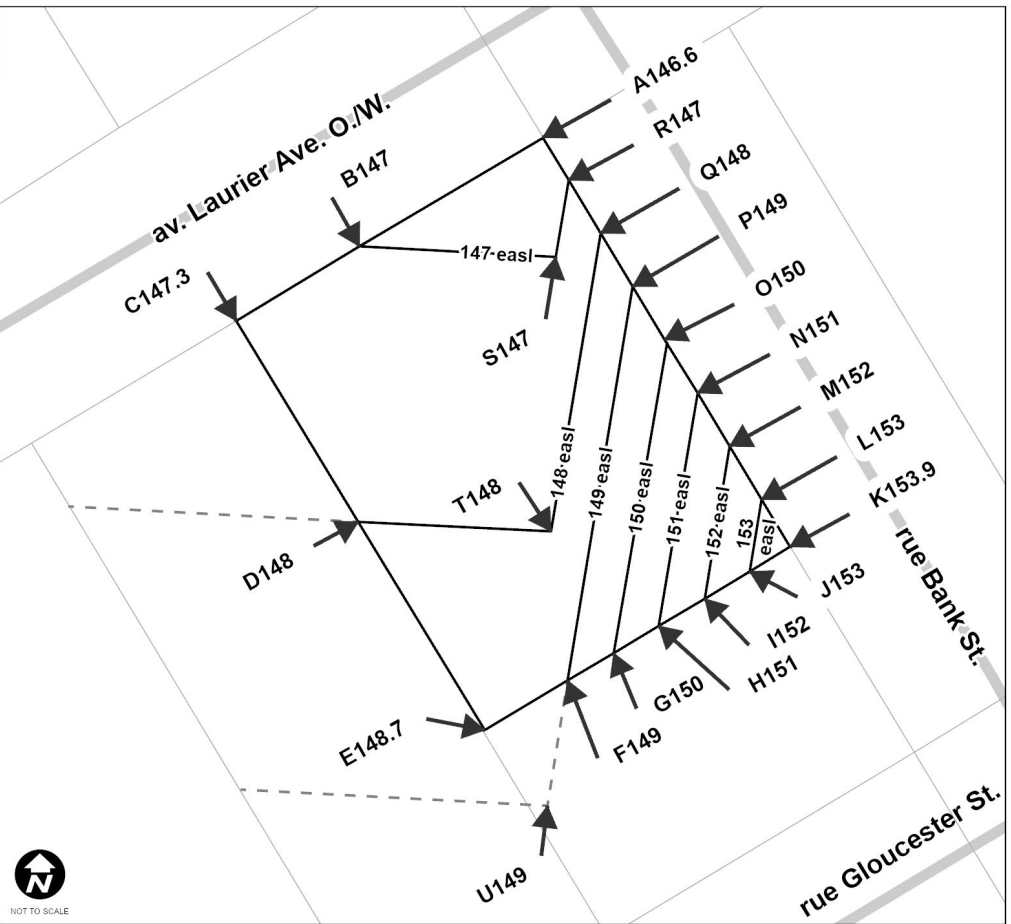 A146.6
R147
Q148
P149
O150
N151
M152
L153
K153.9
av. Laurier Ave. O./W.
B147
C147.3
147 easl
S147
T148
148 easl
149 easl
150 easl
151 easl
152 easl
153
easl
D148
E148.7
J153
I152
H151
G150
F149
U149
rue Bank St.
rue Gloucester St.
N
NOT TO SCALE